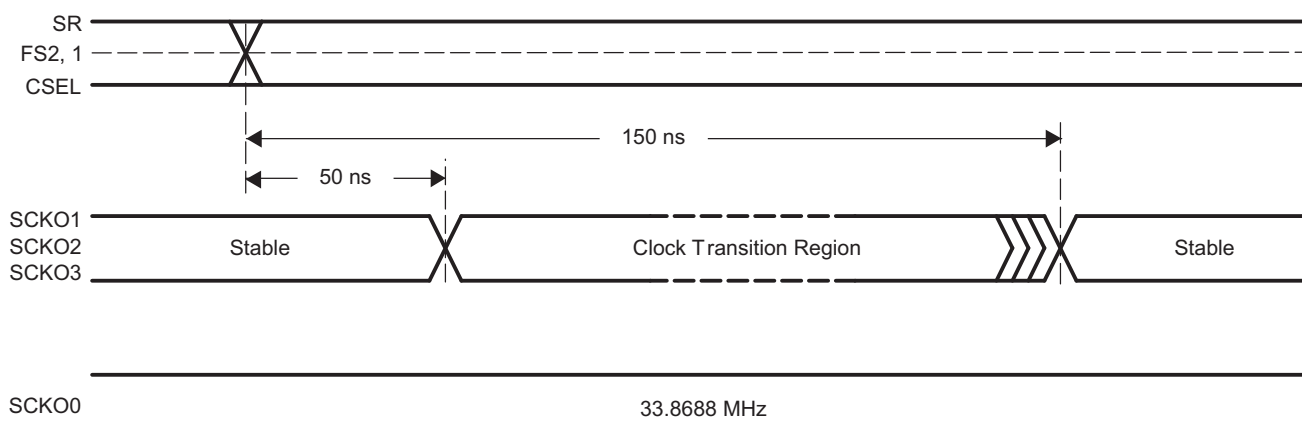 SR
FS2, 1
CSEL
150 ns
50 ns
SCKO1
SCKO2
SCKO3
Stable
Clock Transition Region
Stable
SCKO0
33.8688 MHz